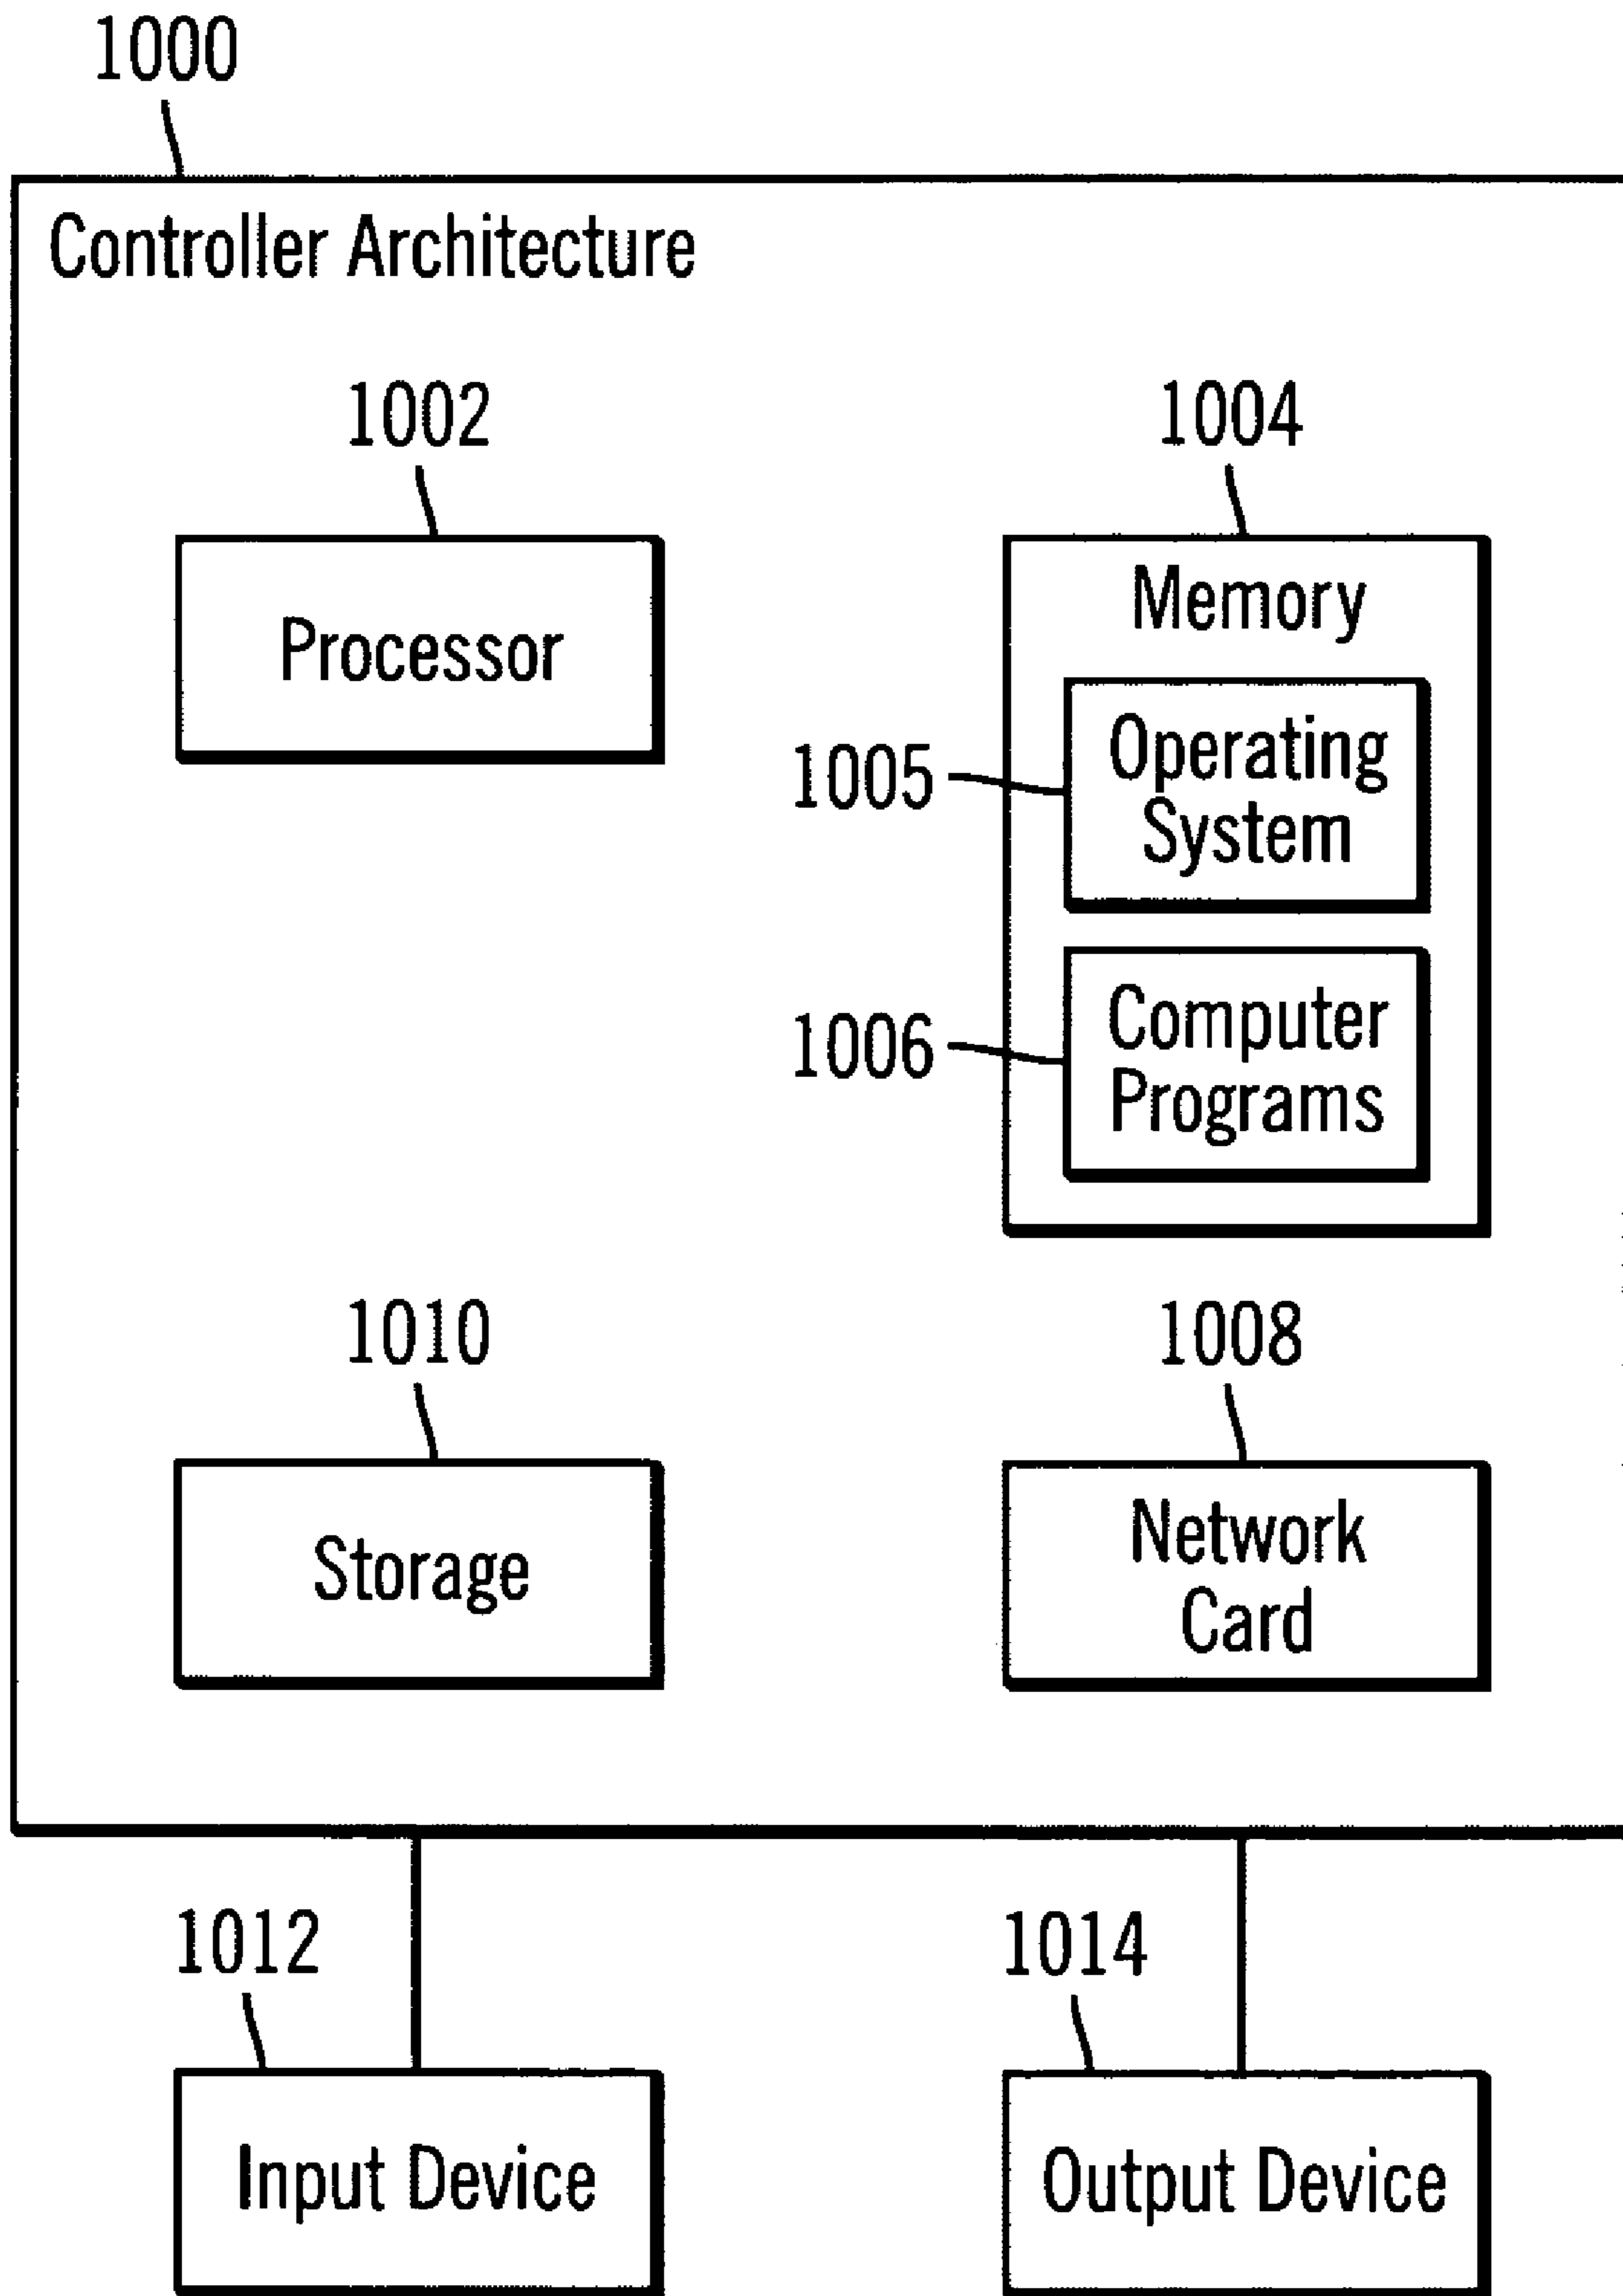 1000
Controller Architecture
1002
1004
Processor
Memory
1005
Operating
System
1006
Computer
Programs
1010
1008
Storage
Network
Card
1012
1014
Input Device
Output Device